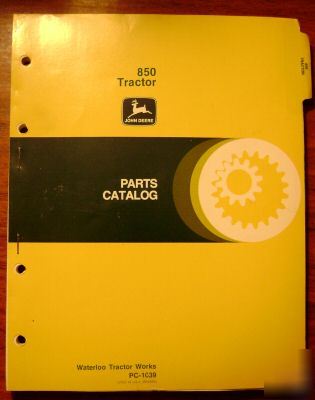 850
Tractor
JOHN DEERE
PARTS
CATALOG
Waterloo Tractor Works
PC-1639